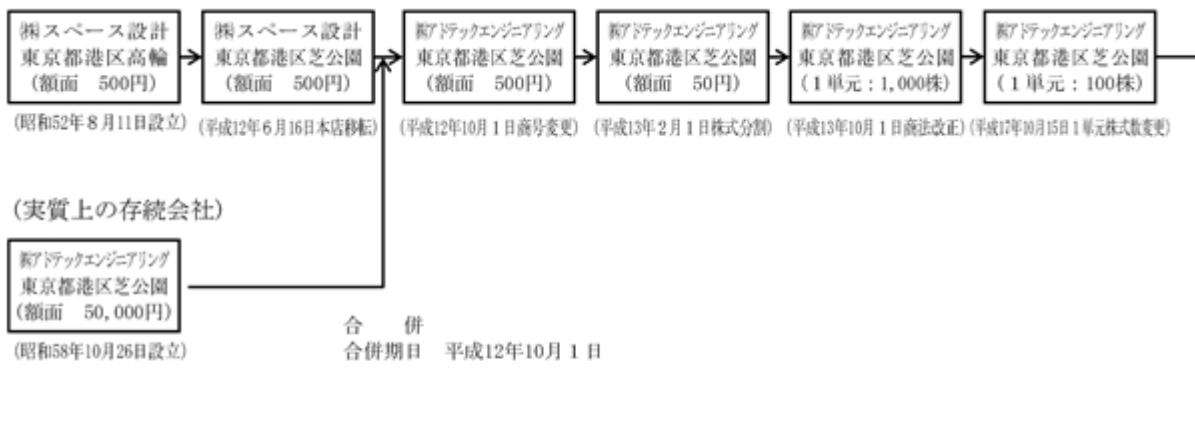 ㈱スペース設計
東京都港区高輪
(額面　500円)
(昭和52年８月11日設立)
㈱スペース設計
東京都港区芝公園
(額面　500円)
(平成12年６月16日本店移転)
㈱アドテックエンジニアリング
東京都港区芝公園
(額面　500円)
(平成12年10月１日商号変更)
㈱アドテックエンジニアリング
東京都港区芝公園
(額面　50円)
(平成13年２月１日株式分割)
㈱アドテックエンジニアリング
東京都港区芝公園
(１単元：1,000株)
(平成13年10月１日商法改正)
㈱アドテックエンジニアリング
東京都港区芝公園
(１単元：100株)
(平成17年10月15日１単元株式数変更)
(実質上の存続会社)
㈱アドテックエンジニアリング
東京都港区芝公園
(額面　50,000円)
(昭和58年10月26日設立)
合　　併
合併期日　平成12年10月１日